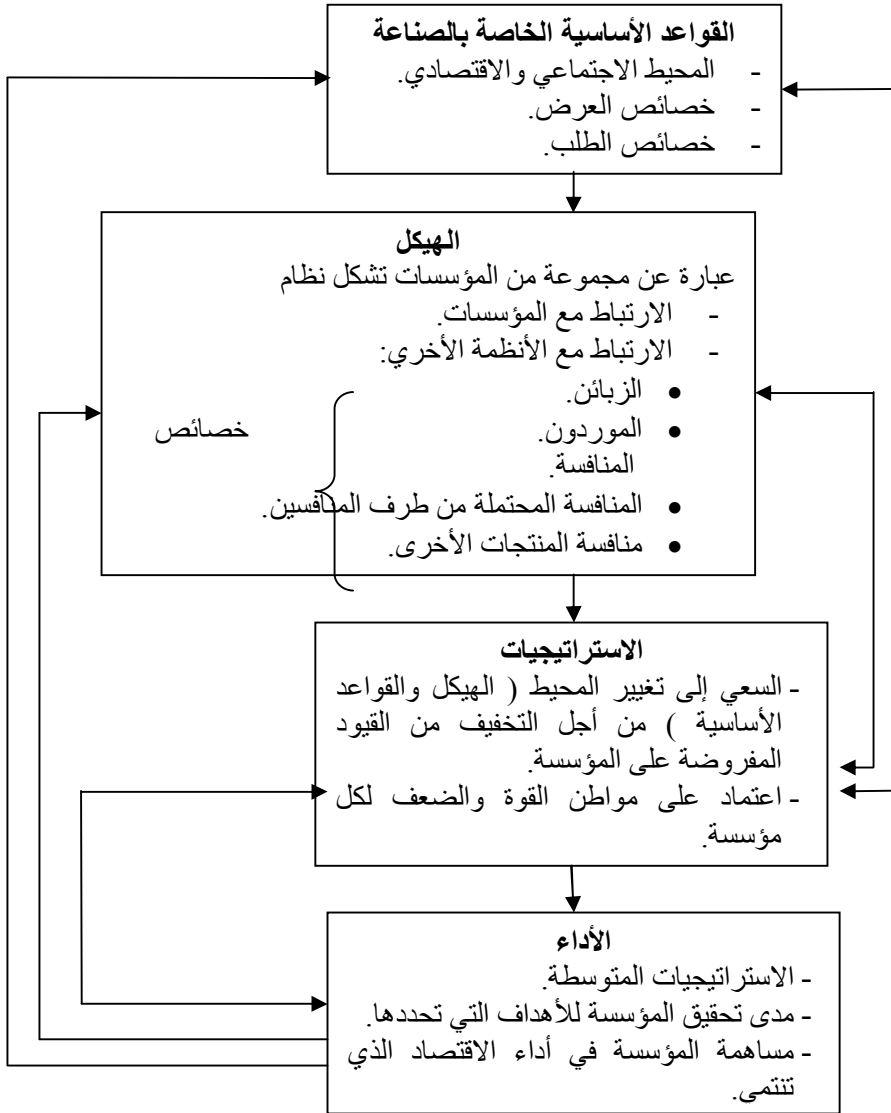 القواعد الأساسية الخاصة بالصناعة
- المحيط الاجتماعي والاقتصادي.
- خصائص العرض.
- خصائص الطلب.
الهيكل
عبارة عن مجموعة من المؤسسات تشكل نظام
- الارتباط مع المؤسسات.
- الارتباط مع الأنظمة الأخري:
• الزبائن.
• الموردون.
خصائص
المنافسة.
• المنافسة المحتملة من طرف المنافسين.
• منافسة المنتجات الأخرى.
الاستراتيجيات
- السعي إلى تغيير المحيط ( الهيكل والقواعد
الأساسية ) من أجل التخفيف من القيود
المفروضة على المؤسسة.
- اعتماد على مواطن القوة والضعف لكل
مؤسسة.
الأداء
- الاستراتيجيات المتوسطة.
- مدى تحقيق المؤسسة للأهداف التي تحددها.
- مساهمة المؤسسة في أداء الاقتصاد الذي
تنتمى.